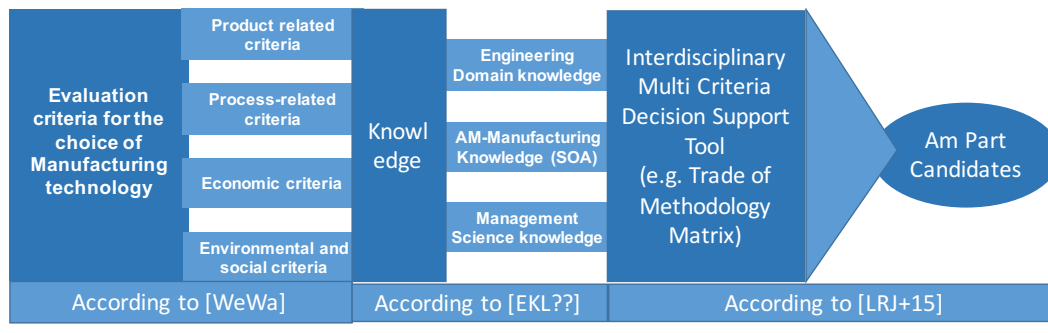 Evaluation
criteria for the
choice of
Manufacturing
technology
Product related
criteria
Process-related
criteria
Economic criteria
Environmental and
social criteria
Knowl
edge
Engineering
Domain knowledge
AM-Manufacturing
Knowledge (SOA)
Management
Science knowledge
Interdisciplinary
Multi Criteria
Decision Support
Tool
(e.g. Trade of
Methodology
Matrix)
Am Part
Candidates
According to [WeWa]
According to [EKL??]
According to [LRJ+15]